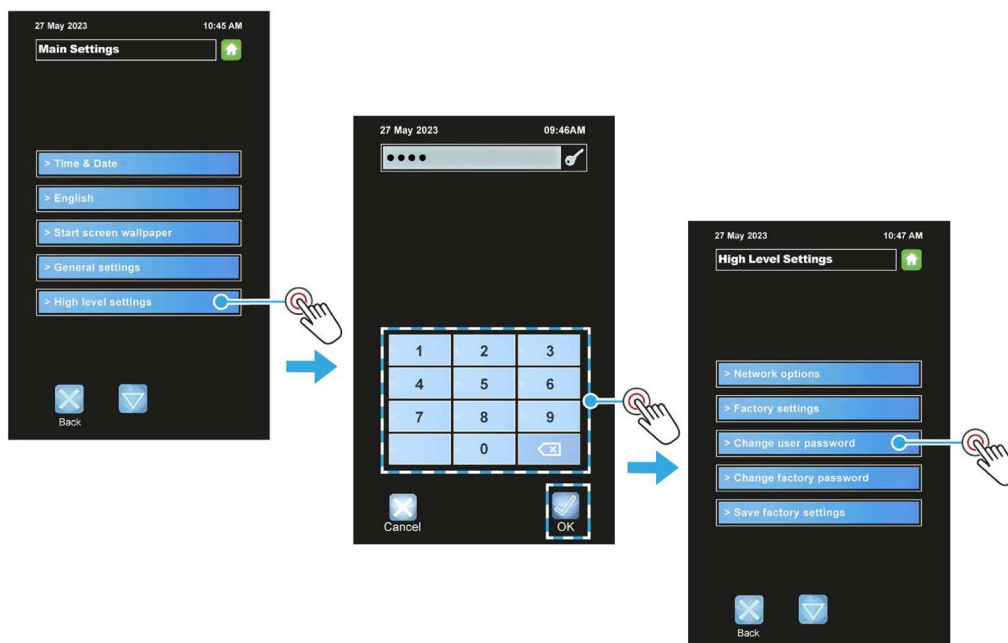 27 May 2023 10:45 AM
Main Settings
> Time & Date
> English
> Start screen wallpaper
> General settings
> High level settings
Back
27 May 2023 09:46AM
●●●●
1 2 3
4 5 6
7 8 9
0
Cancel OK
27 May 2023 10:47 AM
High Level Settings
> Network options
> Factory settings
> Change user password
> Change factory password
> Save factory settings
Back